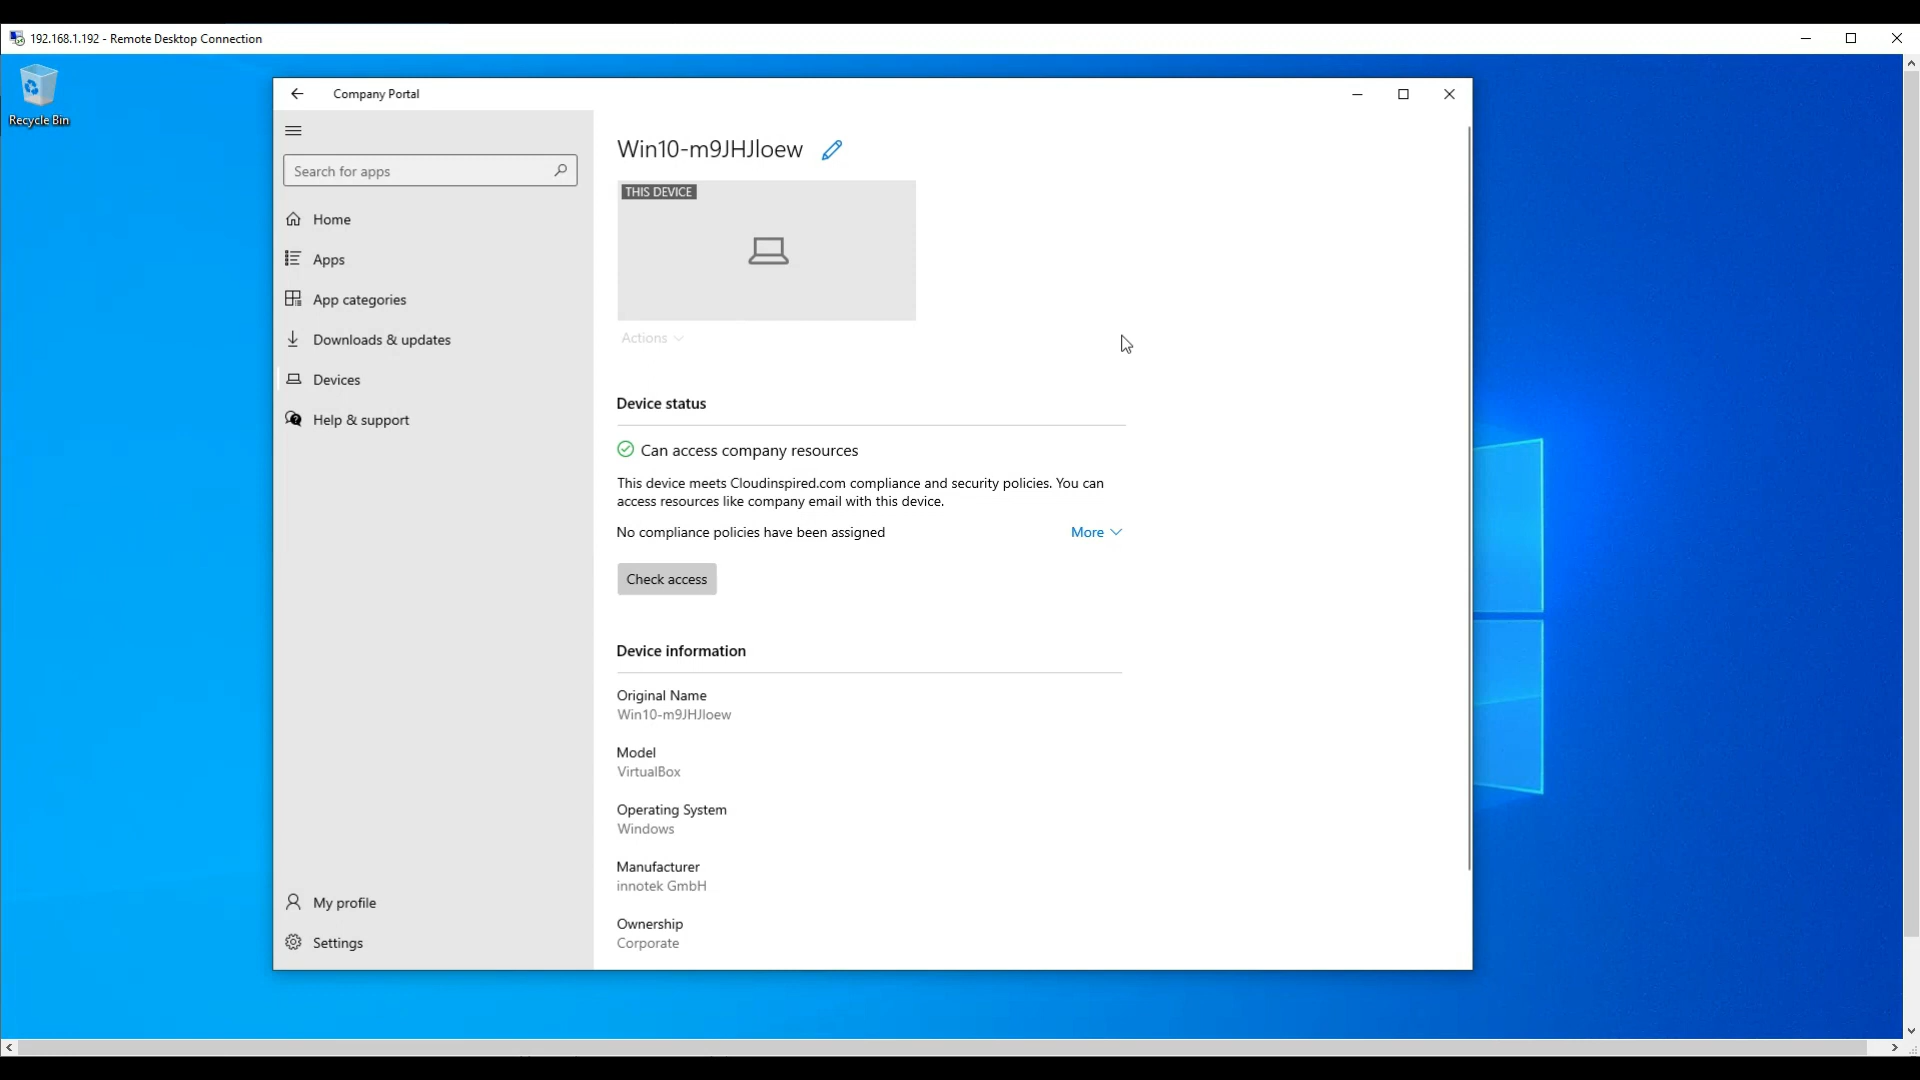 192.168.1.192 - Remote Desktop Connection
Recycle Bin
Company Portal
Search for apps
Home
Apps
App categories
Downloads & updates
Devices
Help & support
My profile
Settings
Win10-m9JHJloew
THIS DEVICE
Actions
Device status
Can access company resources
This device meets Cloudinspired.com compliance and security policies. You can
access resources like company email with this device.
No compliance policies have been assigned
More
Check access
Device information
Original Name
Win10-m9JHJloew
Model
VirtualBox
Operating System
Windows
Manufacturer
innotek GmbH
Ownership
Corporate